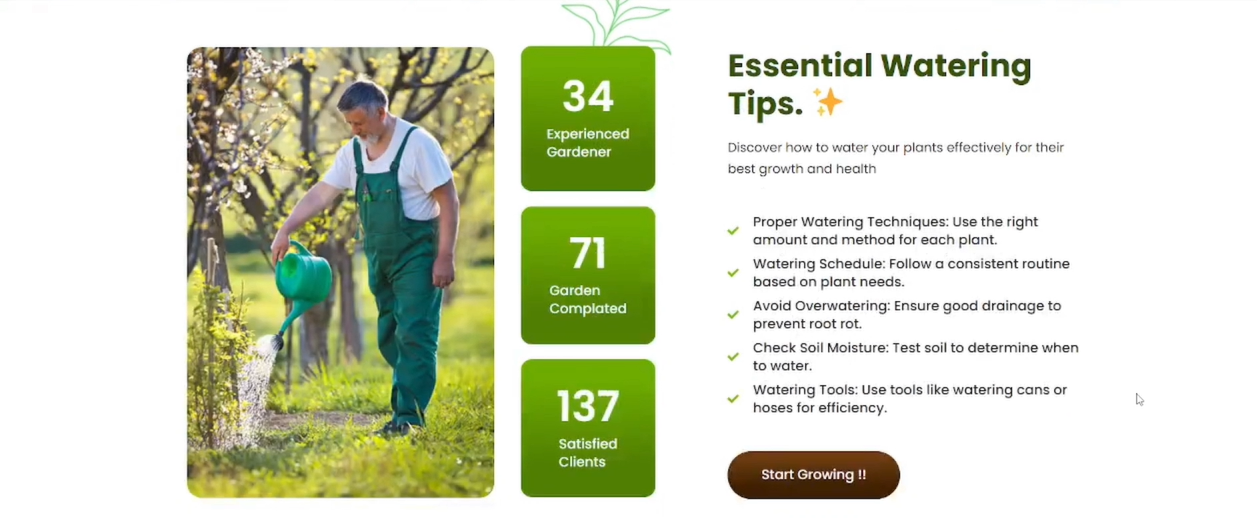 34
Experienced
Gardener
71
Garden
Complated
137
Satisfied
Clients
Essential Watering
Tips. ✨
Discover how to water your plants effectively for their
best growth and health
Proper Watering Techniques: Use the right
amount and method for each plant.
Watering Schedule: Follow a consistent routine
based on plant needs.
Avoid Overwatering: Ensure good drainage to
prevent root rot.
Check Soil Moisture: Test soil to determine when
to water.
Watering Tools: Use tools like watering cans or
hoses for efficiency.
Start Growing !!